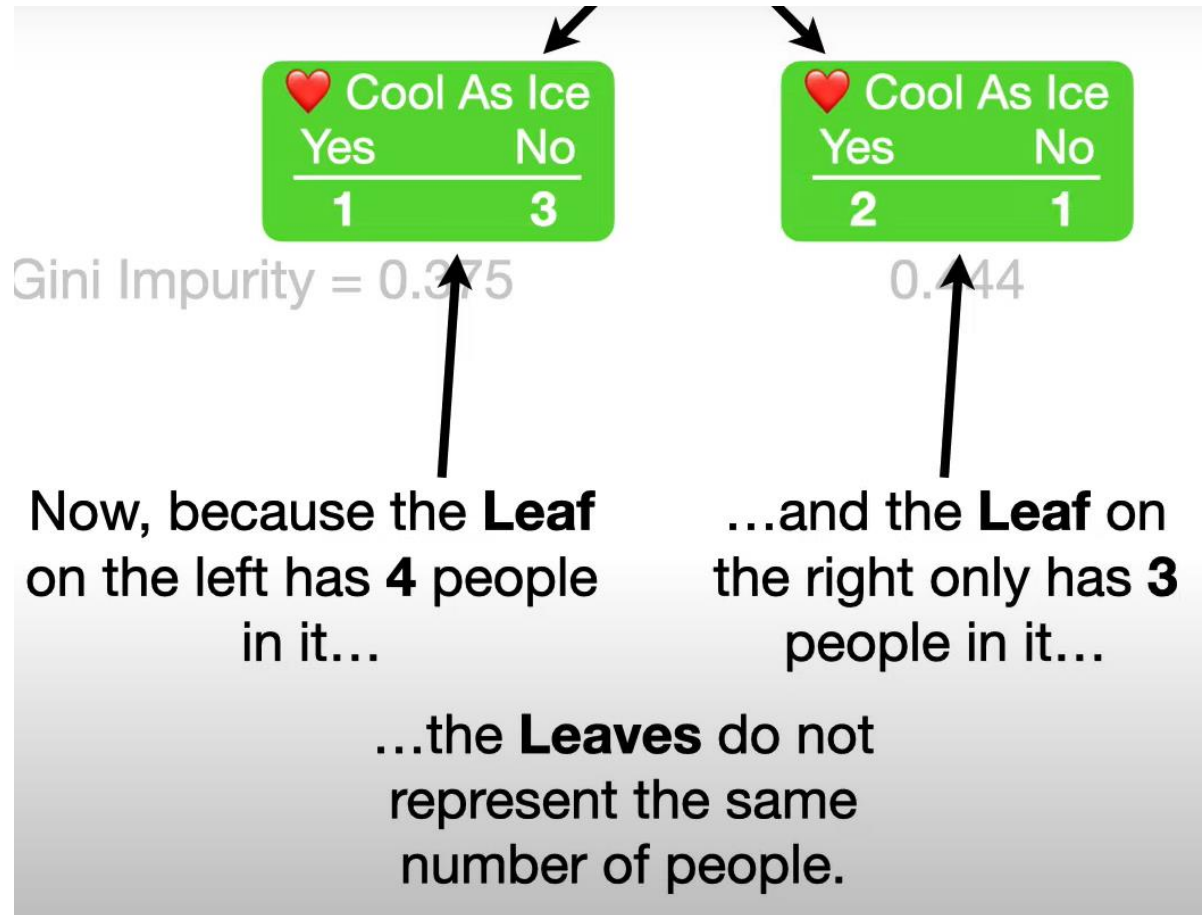 ❤️ Cool As Ice
Yes No
1 3
❤️ Cool As Ice
Yes No
2 1
Gini Impurity = 0.375
0.444
Now, because the Leaf
on the left has 4 people
in it…
…and the Leaf on
the right only has 3
people in it…
…the Leaves do not
represent the same
number of people.